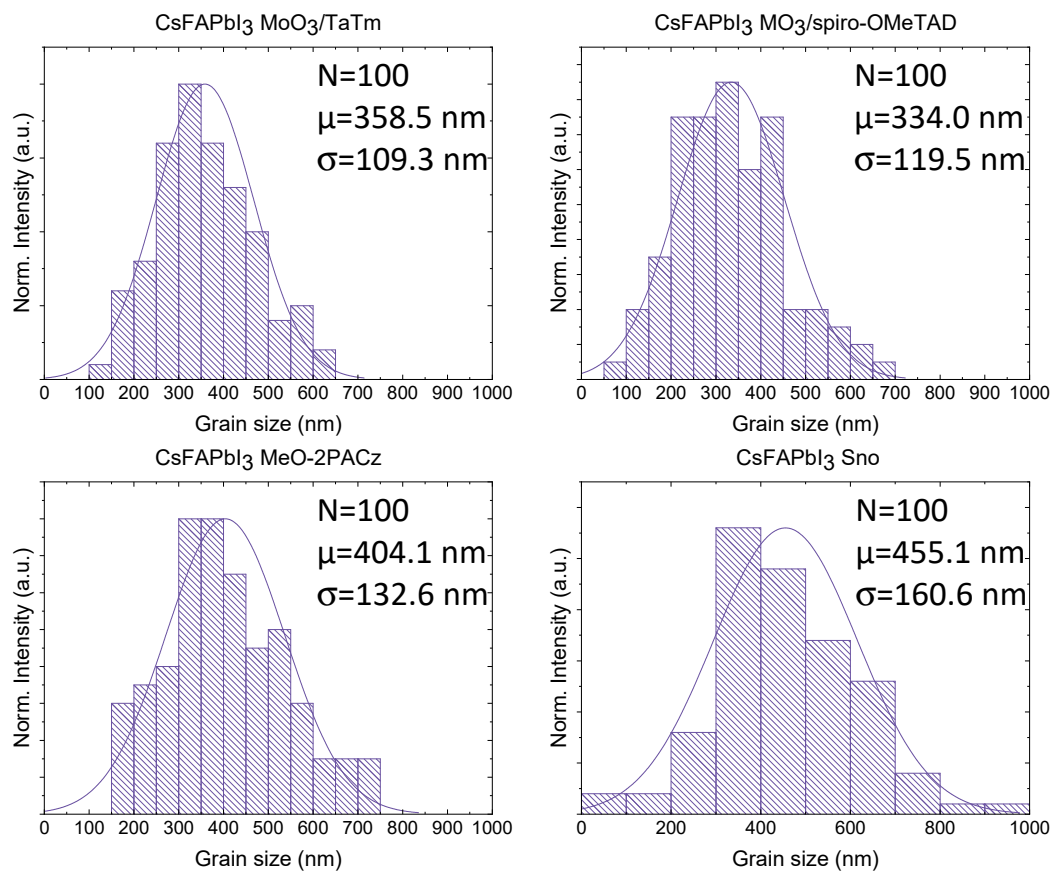 CsFAPbI3 MoO3/TaTm
N=100
μ=358.5 nm
σ=109.3 nm
Norm. Intensity (a.u.)
0 100 200 300 400 500 600 700 800 900 1000
Grain size (nm)
CsFAPbI3 MO3/spiro-OMeTAD
N=100
μ=334.0 nm
σ=119.5 nm
Norm. Intensity (a.u.)
0 100 200 300 400 500 600 700 800 900 1000
Grain size (nm)
CsFAPbI3 MeO-2PACz
N=100
μ=404.1 nm
σ=132.6 nm
Norm. Intensity (a.u.)
0 100 200 300 400 500 600 700 800 900 1000
Grain size (nm)
CsFAPbI3 Sno
N=100
μ=455.1 nm
σ=160.6 nm
Norm. Intensity (a.u.)
0 200 400 600 800 1000
Grain size (nm)